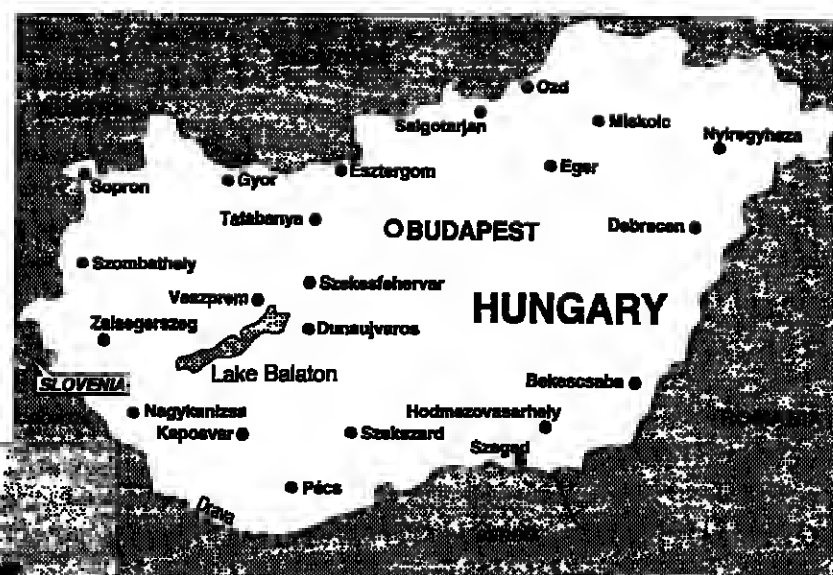 Ozd
Salgotarjan
Miskolc
Nyiregyhaza
Esztergom
Eger
Sopron
Gyor
Tatabanya
BUDAPEST
Debrecen
Szombathely
Szekesfehervar
Veszprem
HUNGARY
Zalaegerszeg
Dunaujvaros
Lake Balaton
SLOVENIA
Bekescsaba
Nagykanizsa
Hodmezovasarhely
Kaposvar
Szekszard
Szeged
Pécs
Drava